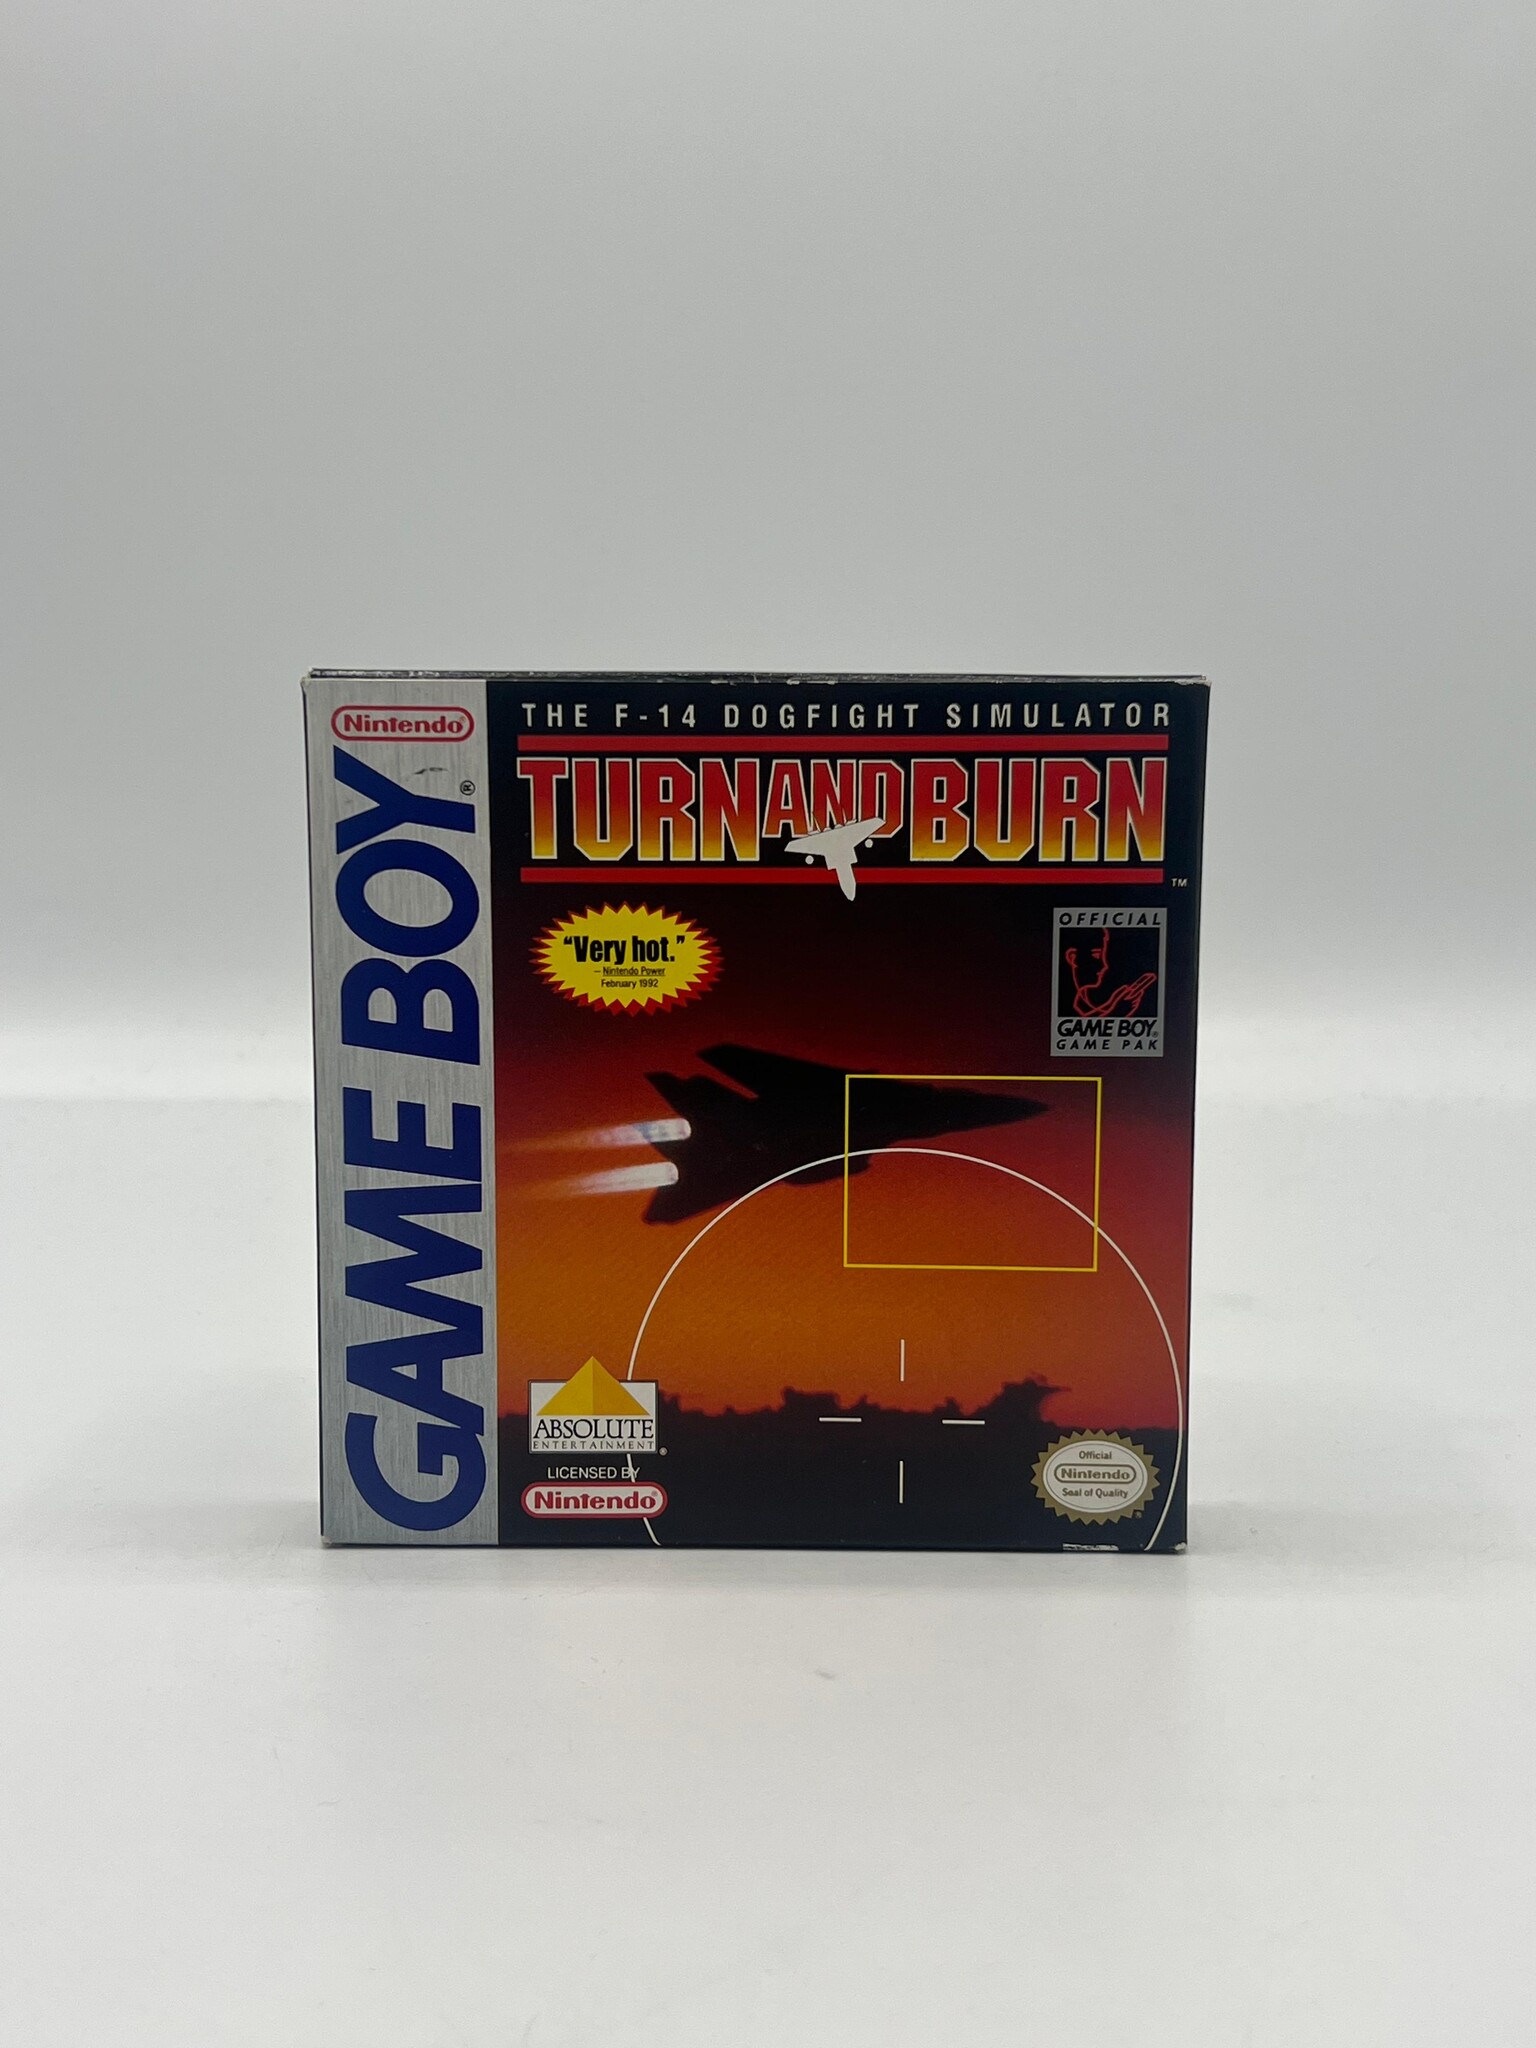 Nintendo®
GAME BOY®
THE F-14 DOGFIGHT SIMULATOR
TURN AND BURN
TM
"Very hot."
– Nintendo Power
February 1992
OFFICIAL
GAME BOY®
GAME PAK
ABSOLUTE
ENTERTAINMENT®
LICENSED BY
Nintendo®
Official
Nintendo
Seal of Quality
®